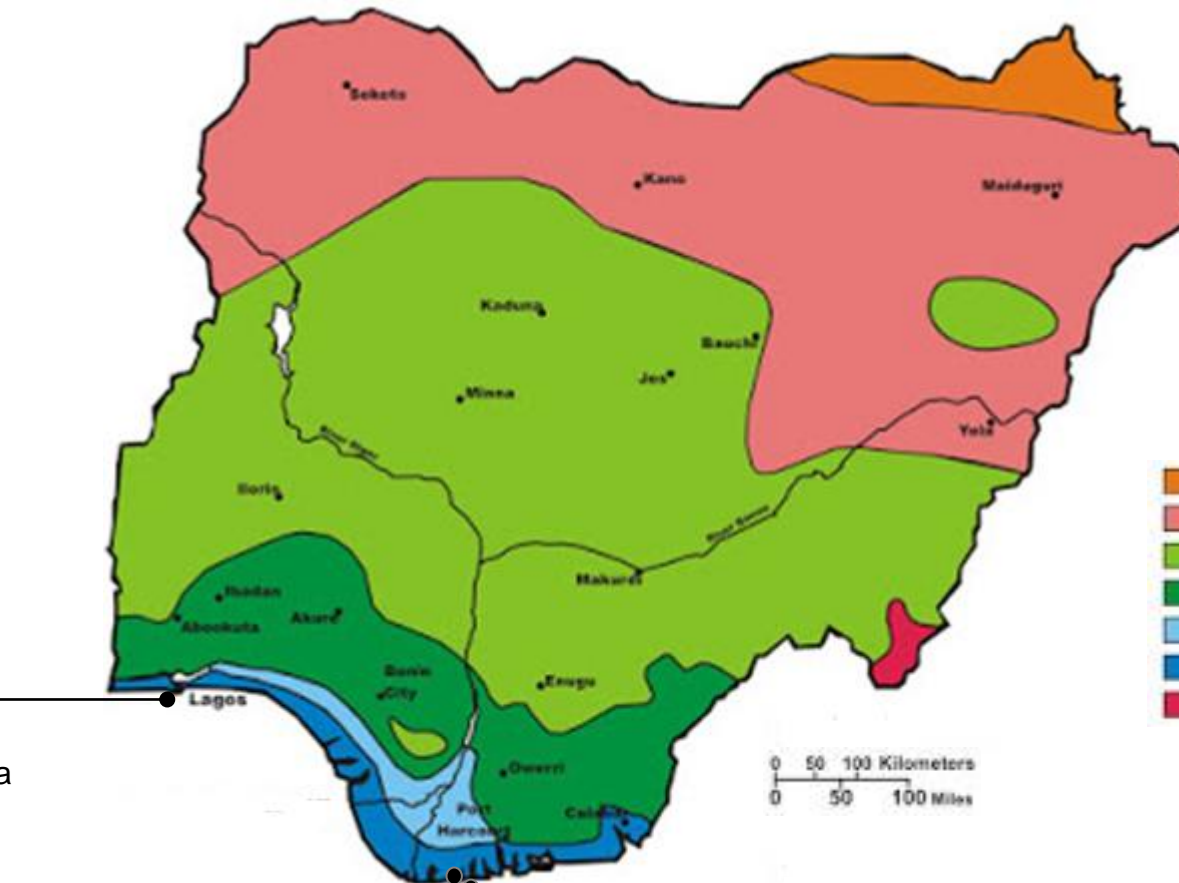 Sokoto
Kano
Maiduguri
Kaduna
Bauchi
Jos
Minna
River Niger
Yola
Ilorin
River Benue
Makurdi
Ibadan
Akure
Abeokuta
Benin
City
Enugu
Lagos
a
Owerri
Port
Harcourt
Calabar
0 50 100 Kilometers
0 50 100 Miles